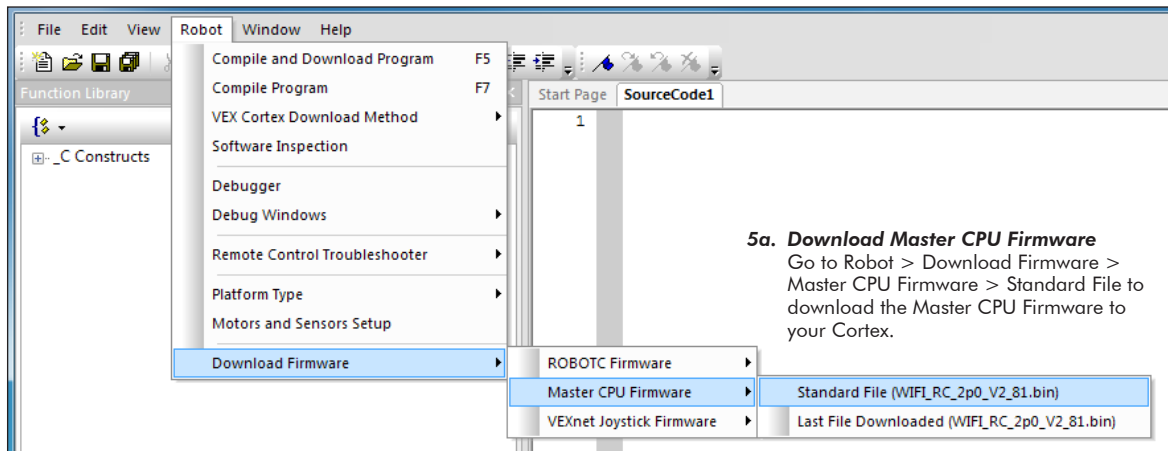 File Edit View Robot Window Help
Compile and Download Program F5
Function Library
Compile Program F7
Start Page SourceCode1
VEX Cortex Download Method
1
Software Inspection
_C Constructs
Debugger
Debug Windows
Remote Control Troubleshooter
Platform Type
Motors and Sensors Setup
Download Firmware
5a. Download Master CPU Firmware
Go to Robot > Download Firmware >
Master CPU Firmware > Standard File to
download the Master CPU Firmware to
your Cortex.
ROBOTC Firmware
Master CPU Firmware
VEXnet Joystick Firmware
Standard File (WIFI_RC_2p0_V2_81.bin)
Last File Downloaded (WIFI_RC_2p0_V2_81.bin)